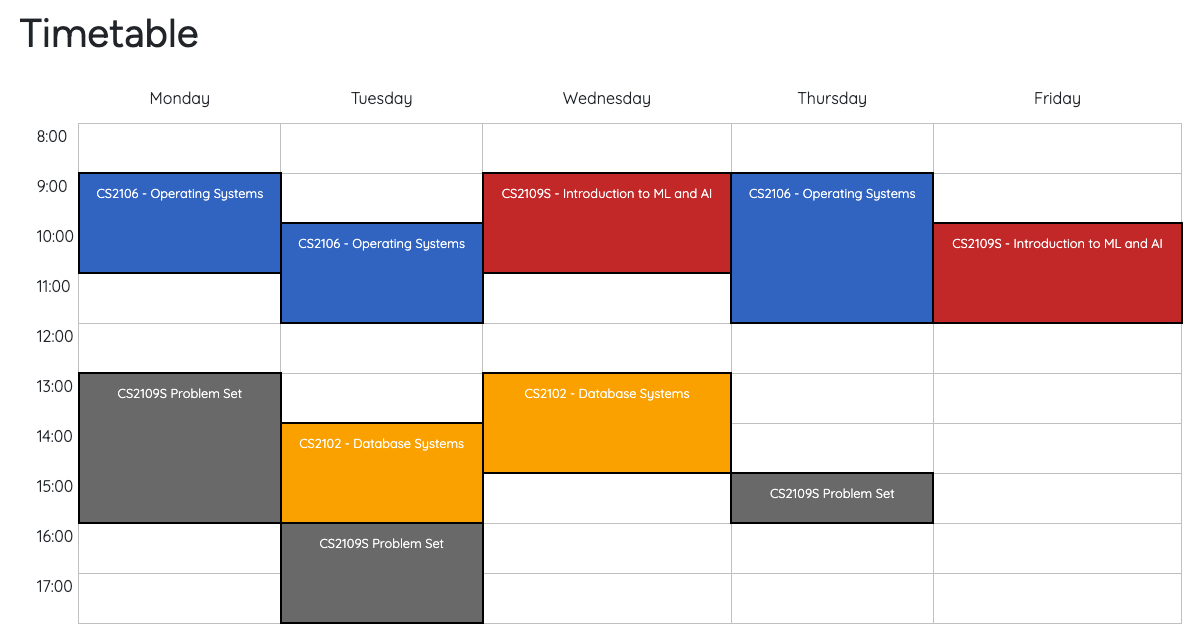 Timetable
Monday Tuesday Wednesday Thursday Friday
8:00
9:00
CS2106 - Operating Systems CS2109S - Introduction to ML and AI CS2106 - Operating Systems
10:00
CS2106 - Operating Systems CS2109S - Introduction to ML and AI
11:00
12:00
13:00
CS2109S Problem Set CS2102 - Database Systems
14:00
CS2102 - Database Systems
15:00
CS2109S Problem Set
16:00
CS2109S Problem Set
17:00